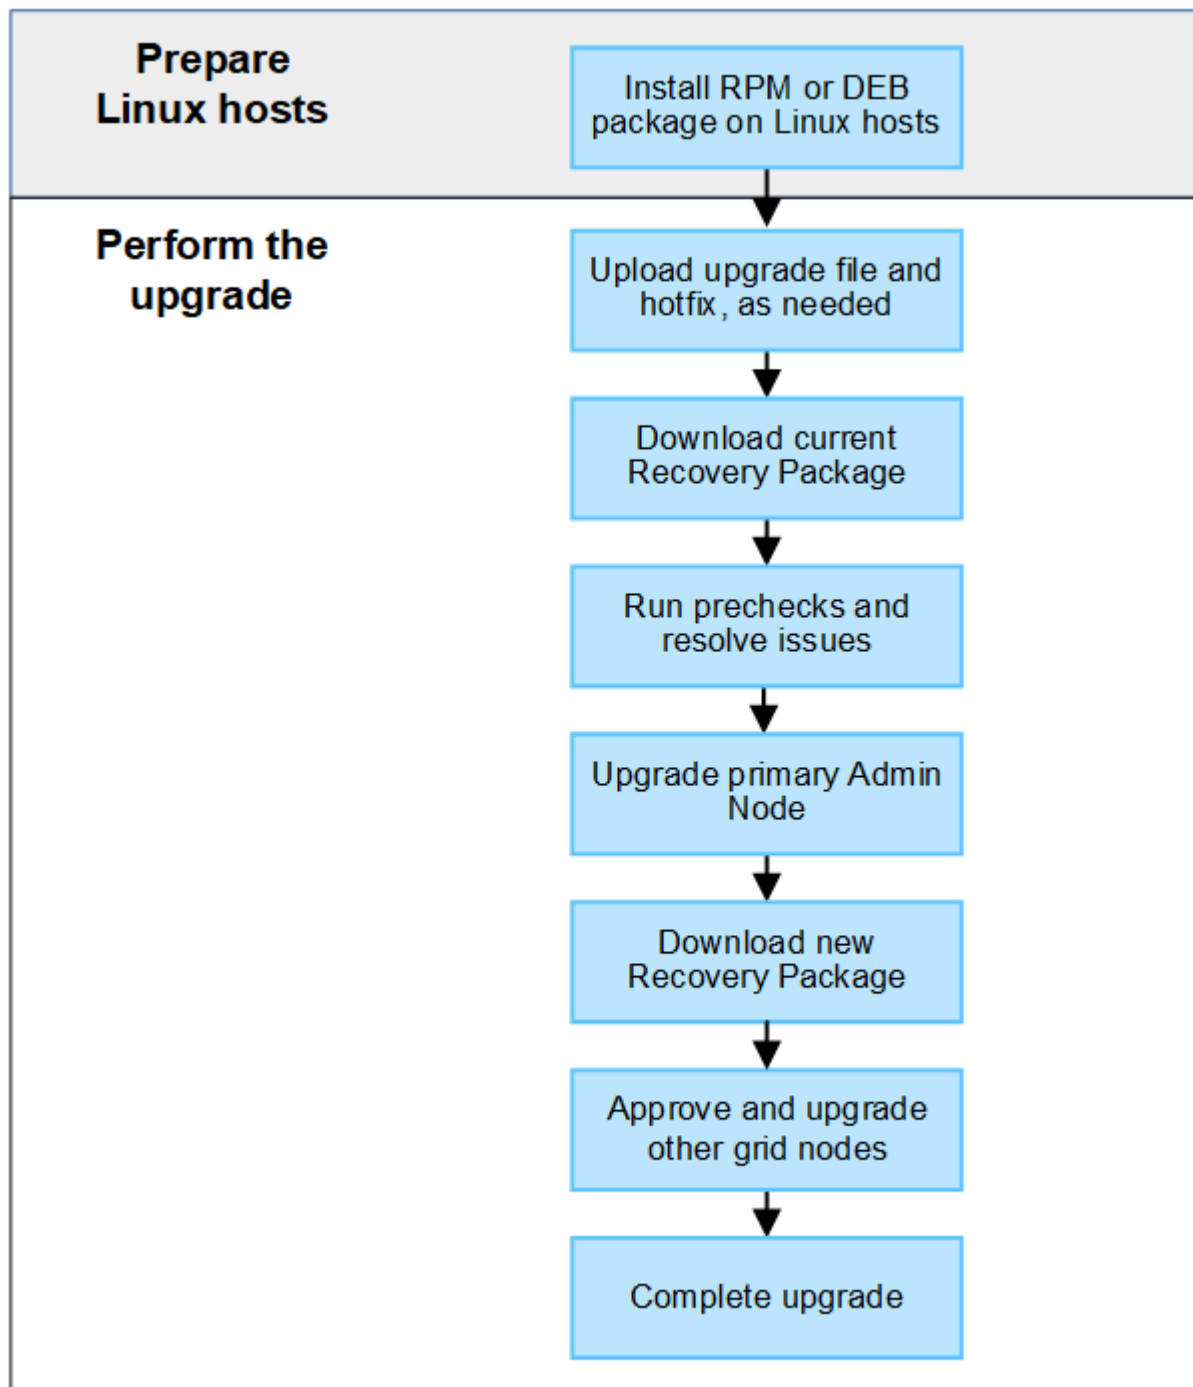 Prepare
Linux hosts
Install RPM or DEB
package on Linux hosts
Perform the
upgrade
Upload upgrade file and
hotfix, as needed
Download current
Recovery Package
Run prechecks and
resolve issues
Upgrade primary Admin
Node
Download new
Recovery Package
Approve and upgrade
other grid nodes
Complete upgrade